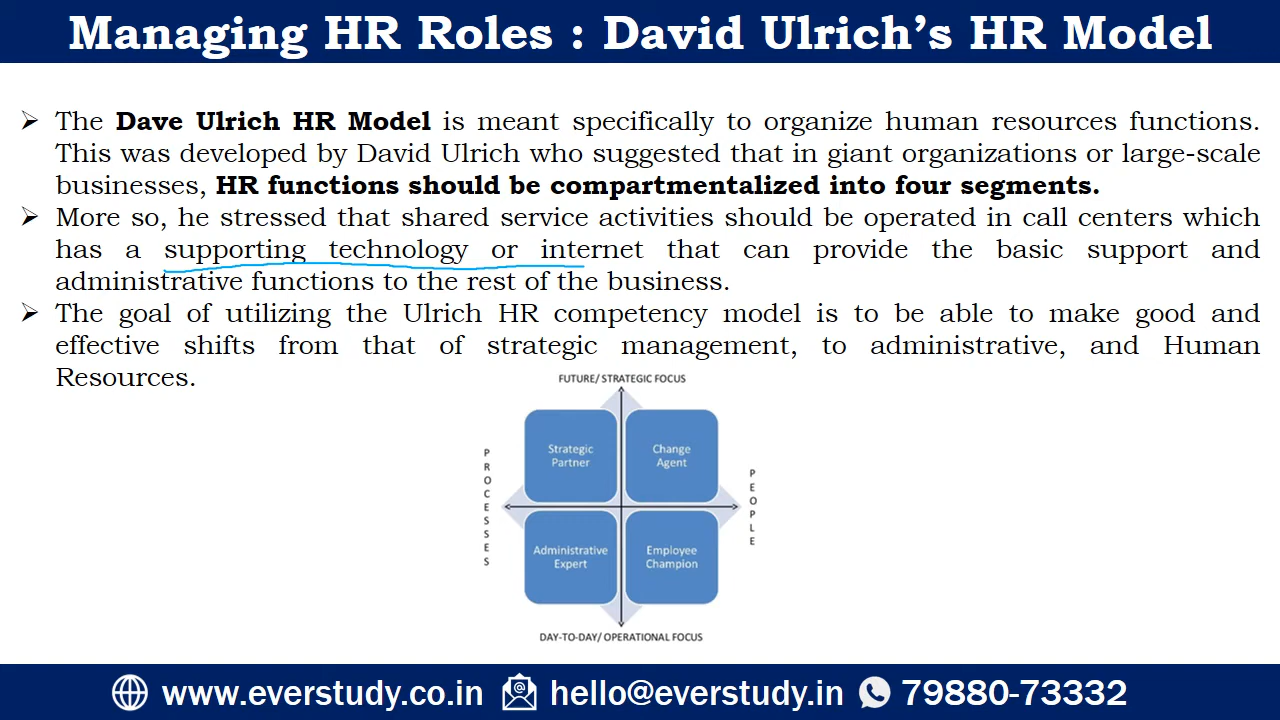 Managing HR Roles : David Ulrich’s HR Model
The Dave Ulrich HR Model is meant specifically to organize human resources functions.
This was developed by David Ulrich who suggested that in giant organizations or large-scale
businesses, HR functions should be compartmentalized into four segments.
More so, he stressed that shared service activities should be operated in call centers which
has a supporting technology or internet that can provide the basic support and
administrative functions to the rest of the business.
The goal of utilizing the Ulrich HR competency model is to be able to make good and
effective shifts from that of strategic management, to administrative, and Human
Resources.
FUTURE/ STRATEGIC FOCUS
PROCESSES
Strategic
Partner
Change
Agent
PEOPLE
Administrative
Expert
Employee
Champion
DAY-TO-DAY/ OPERATIONAL FOCUS
www.everstudy.co.in hello@everstudy.in 79880-73332